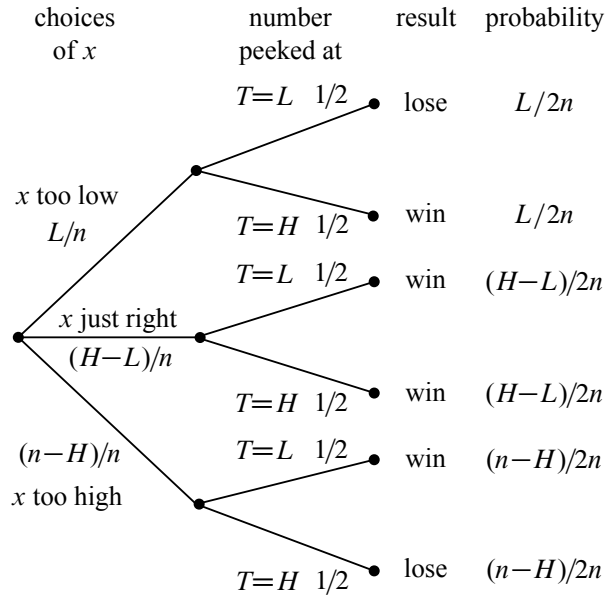 choices number result probability
of x peeked at
T=L 1/2 lose L/2n
x too low
L/n
T=H 1/2 win L/2n
T=L 1/2 win (H−L)/2n
x just right
(H−L)/n
T=H 1/2 win (H−L)/2n
(n−H)/n
T=L 1/2 win (n−H)/2n
x too high
T=H 1/2 lose (n−H)/2n